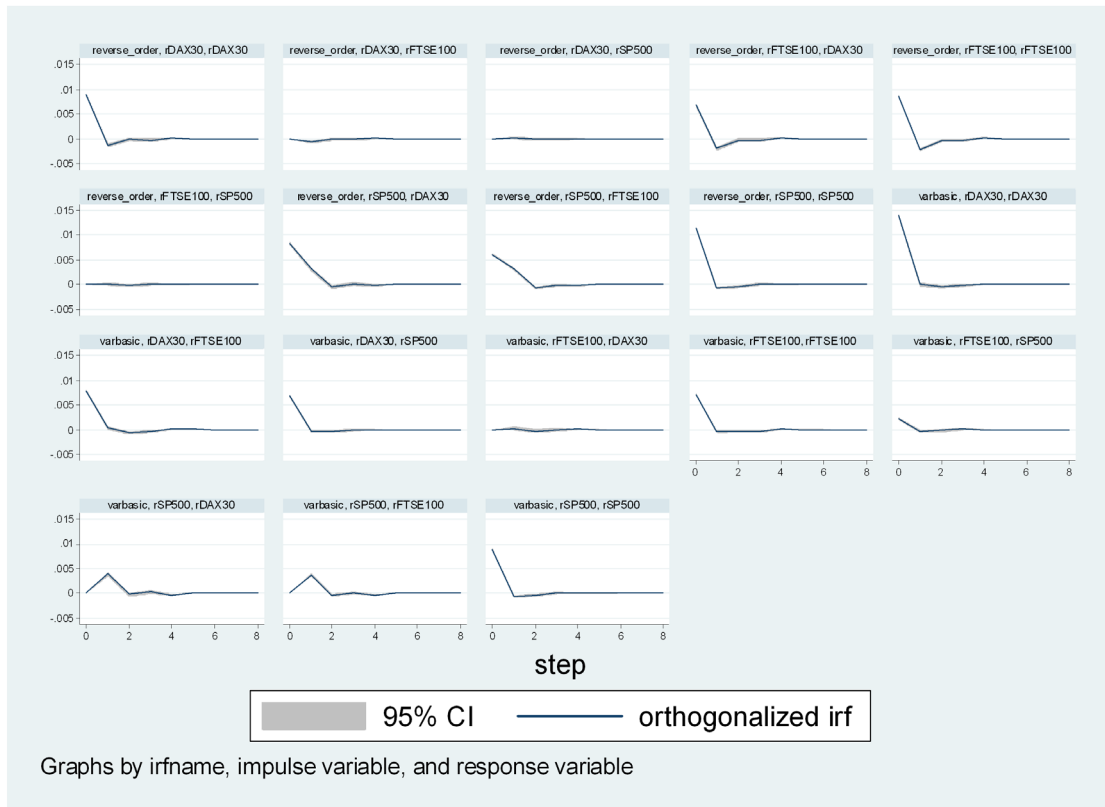 reverse_order, rDAX30, rDAX30
reverse_order, rDAX30, rFTSE100
reverse_order, rDAX30, rSP500
reverse_order, rFTSE100, rDAX30
reverse_order, rFTSE100, rFTSE100
.015
.01
.005
0
-.005
reverse_order, rFTSE100, rSP500
reverse_order, rSP500, rDAX30
reverse_order, rSP500, rFTSE100
reverse_order, rSP500, rSP500
varbasic, rDAX30, rDAX30
.015
.01
.005
0
-.005
varbasic, rDAX30, rFTSE100
varbasic, rDAX30, rSP500
varbasic, rFTSE100, rDAX30
varbasic, rFTSE100, rFTSE100
varbasic, rFTSE100, rSP500
.015
.01
.005
0
-.005
0 2 4 6 8
0 2 4 6 8
varbasic, rSP500, rDAX30
varbasic, rSP500, rFTSE100
varbasic, rSP500, rSP500
.015
.01
.005
0
-.005
0 2 4 6 8
0 2 4 6 8
0 2 4 6 8
step
95% CI
orthogonalized irf
Graphs by irfname, impulse variable, and response variable